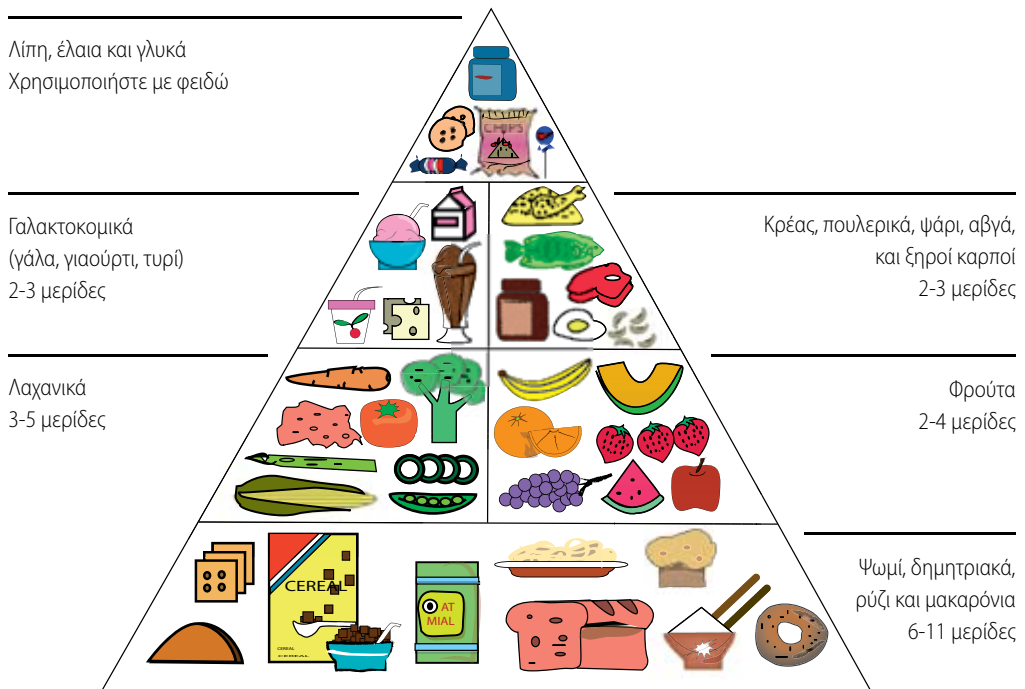 Λίπη, έλαια και γλυκά
Χρησιμοποιήστε με φειδώ
CHIPS
Γαλακτοκομικά
(γάλα, γιαούρτι, τυρί)
2-3 μερίδες
Κρέας, πουλερικά, ψάρι, αβγά,
και ξηροί καρποί
2-3 μερίδες
Λαχανικά
3-5 μερίδες
Φρούτα
2-4 μερίδες
CEREAL
CEREAL
CEREAL
AT
MIAL
Ψωμί, δημητριακά,
ρύζι και μακαρόνια
6-11 μερίδες